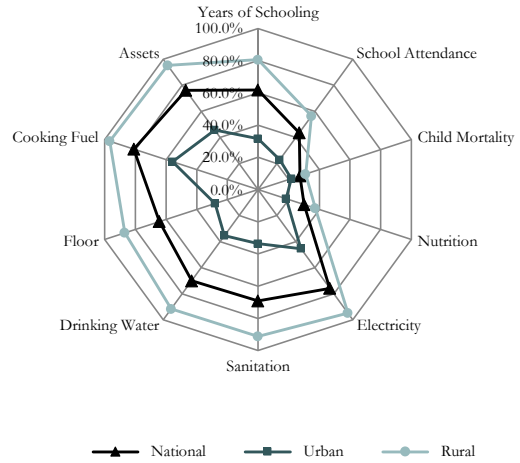 Years of Schooling
100.0%
Assets
School Attendance
80.0%
60.0%
40.0%
Cooking Fuel
Child Mortality
20.0%
0.0%
Floor
Nutrition
Drinking Water
Electricity
Sanitation
National
Urban
Rural